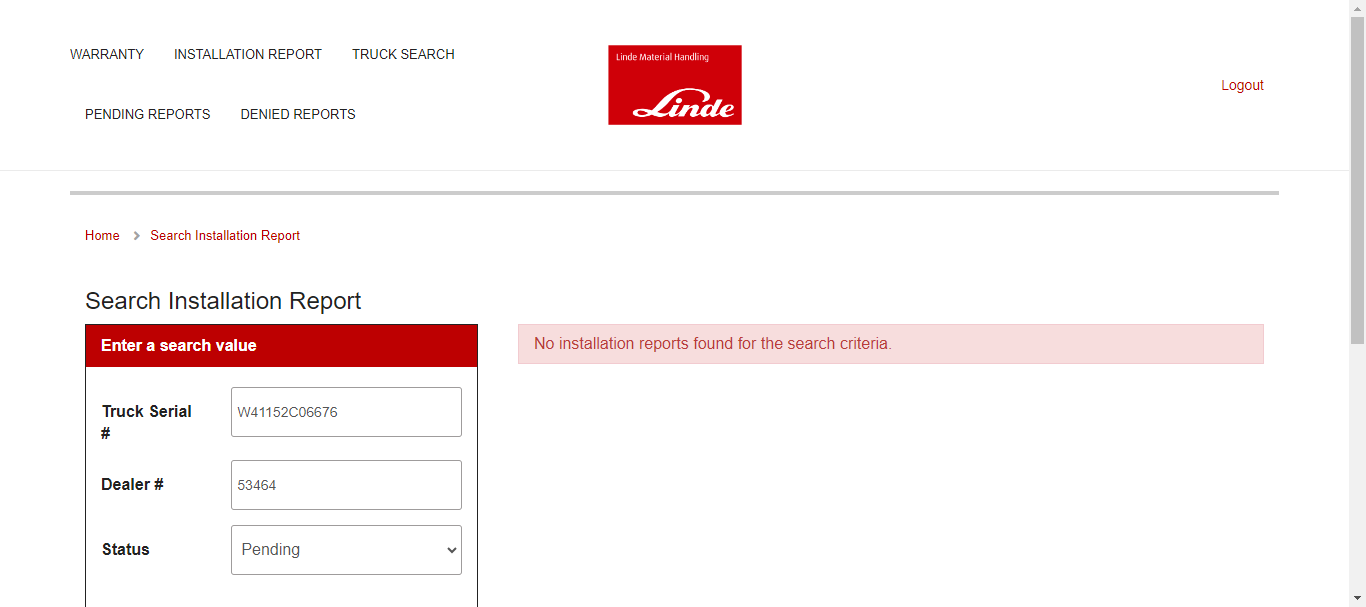 WARRANTY INSTALLATION REPORT TRUCK SEARCH
PENDING REPORTS DENIED REPORTS
Linde Material Handling
Linde
Logout
Home > Search Installation Report
Search Installation Report
Enter a search value
Truck Serial
#
W41152C06676
Dealer #
53464
Status
Pending
No installation reports found for the search criteria.